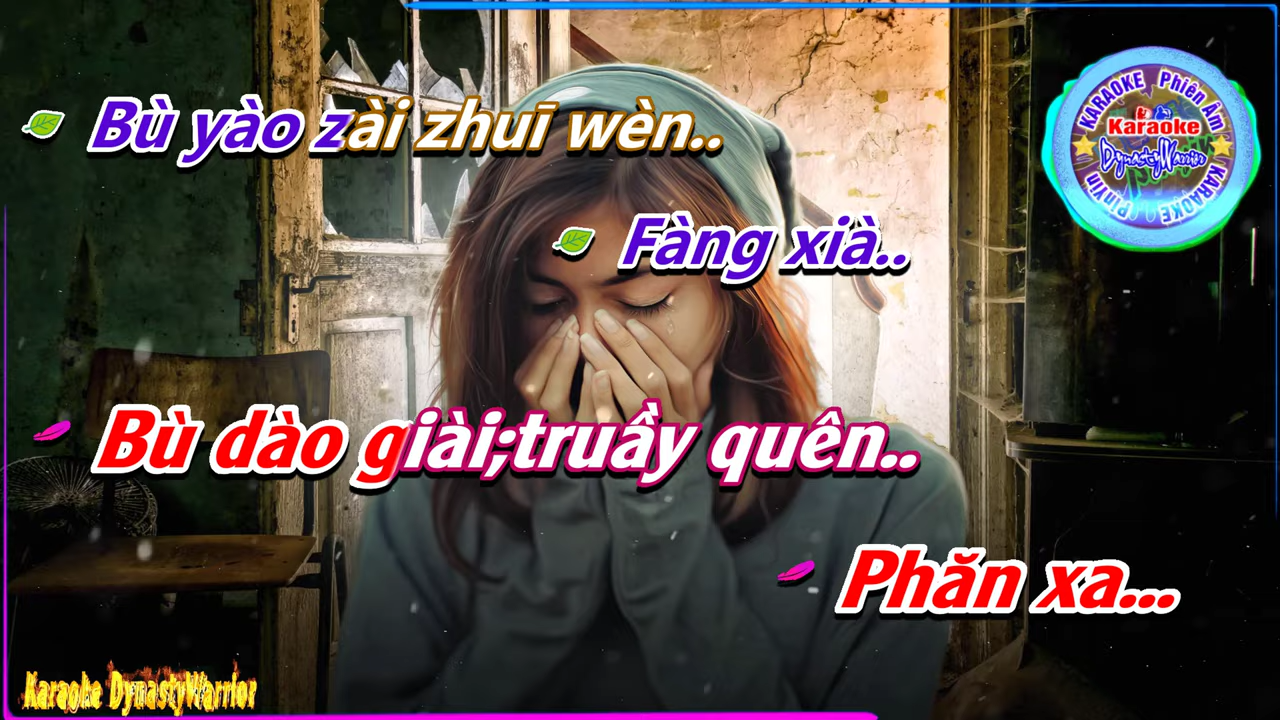 Bù yào zài zhuī wèn..
Fàng xià..
Bù dào giài;truầy quên..
Phăn xa...
KARAOKE Phiên Âm
Karaoke
DynastyWarrior
Pinyin KARAOKE
Karaoke DynastyWarrior